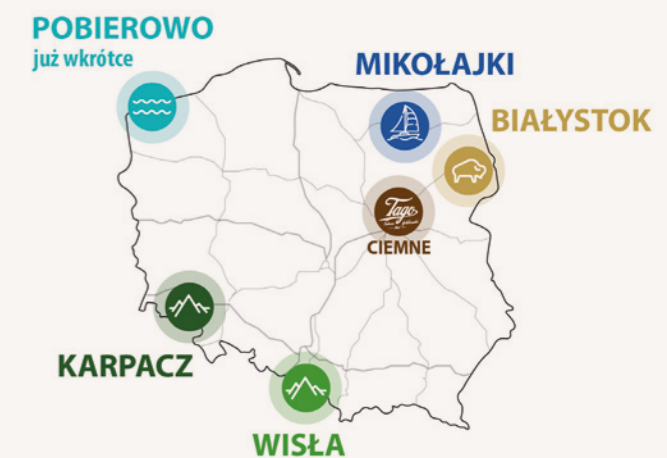 POBIEROWO
już wkrótce
MIKOŁAJKI
BIAŁYSTOK
Tago
CIEMNE
KARPACZ
WISŁA